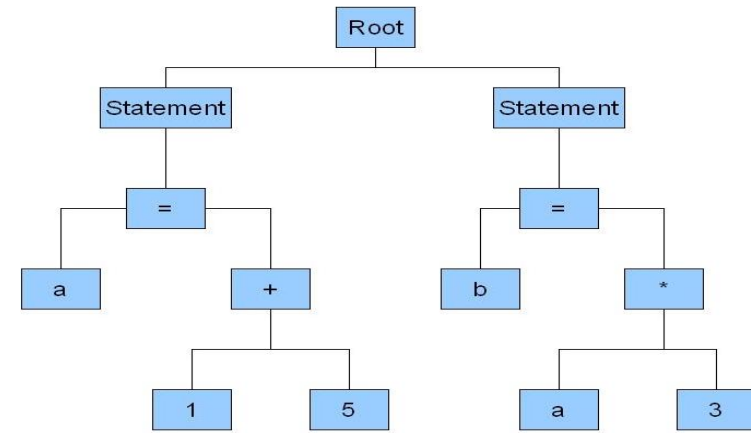 Root
Statement Statement
= =
a + b *
1 5 a 3